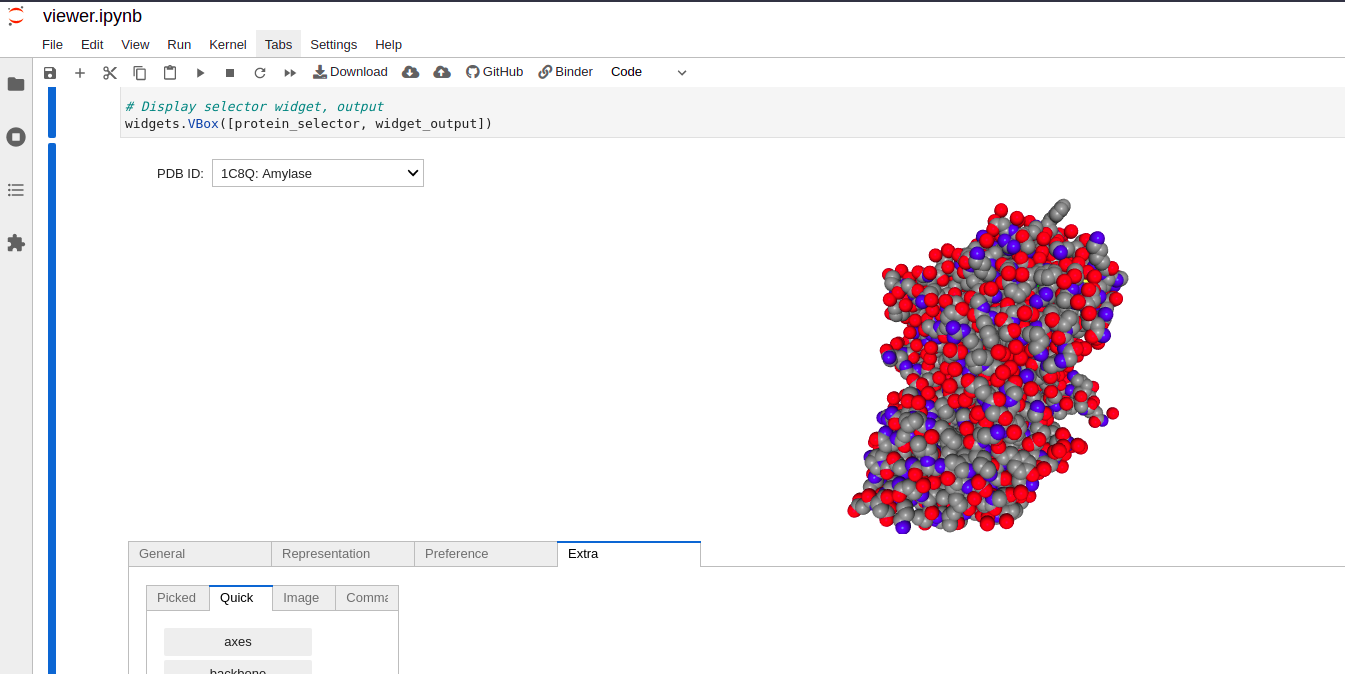 viewer.ipynb
File Edit View Run Kernel Tabs Settings Help
Download GitHub Binder Code
# Display selector widget, output
widgets.VBox([protein_selector, widget_output])
PDB ID: 1C8Q: Amylase
General Representation Preference Extra
Picked Quick Image Comma
axes
backbone